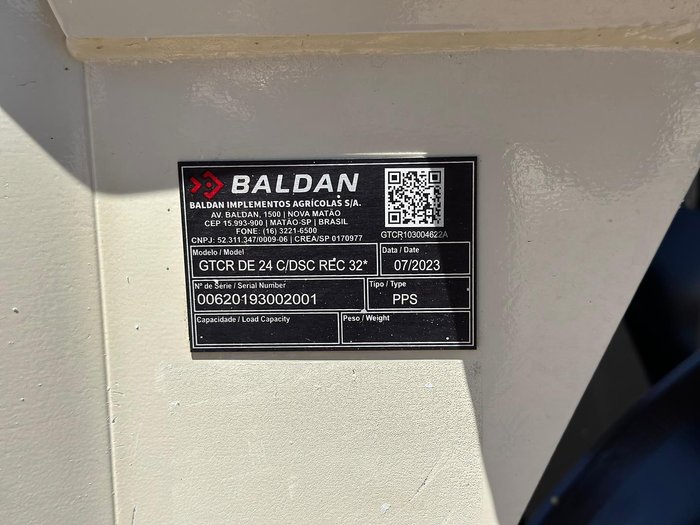 BALDAN
BALDAN IMPLEMENTOS AGRÍCOLAS S/A.
AV. BALDAN, 1500 | NOVA MATÃO
CEP 15.993-900 | MATÃO-SP | BRASIL
FONE: (16) 3221-6500
CNPJ: 52.311.347/0009-06 | CREA/SP 0170977
GTCR103004622A
Modelo / Model
GTCR DE 24 C/DSC REC 32*
Data / Date
07/2023
Nº de Série / Serial Number
00620193002001
Tipo / Type
PPS
Capacidade / Load Capacity
Peso / Weight